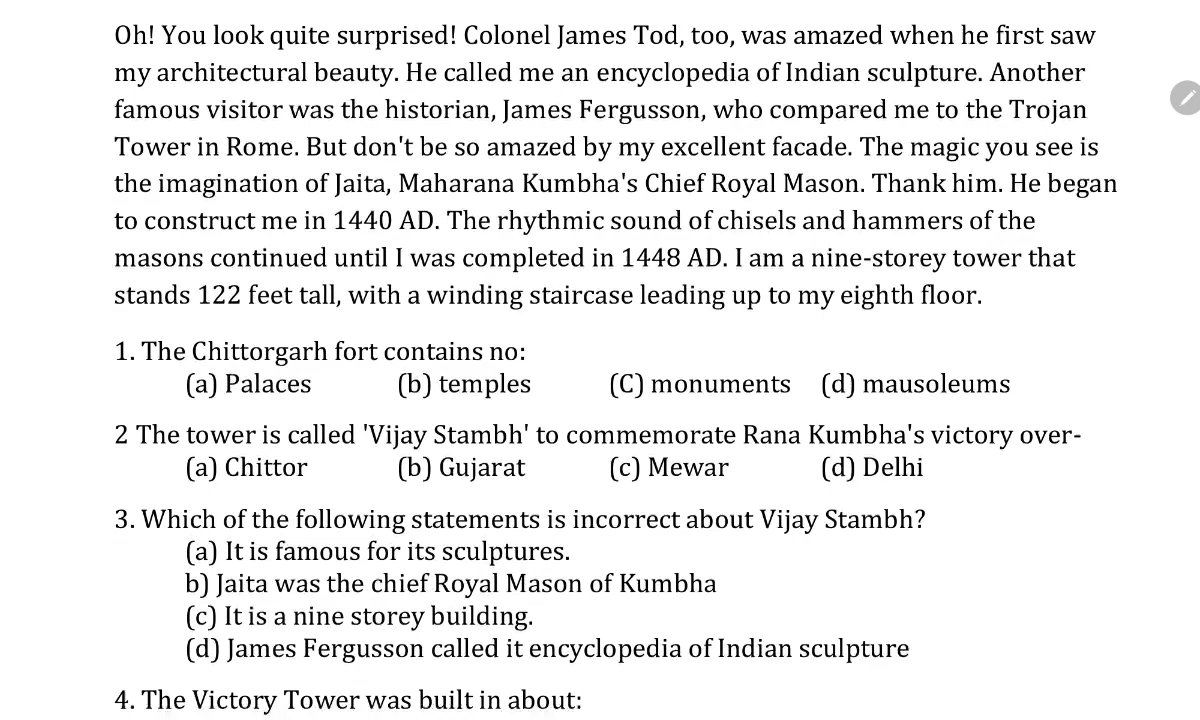 Oh! You look quite surprised! Colonel James Tod, too, was amazed when he first saw
my architectural beauty. He called me an encyclopedia of Indian sculpture. Another
famous visitor was the historian, James Fergusson, who compared me to the Trojan
Tower in Rome. But don't be so amazed by my excellent facade. The magic you see is
the imagination of Jaita, Maharana Kumbha's Chief Royal Mason. Thank him. He began
to construct me in 1440 AD. The rhythmic sound of chisels and hammers of the
masons continued until I was completed in 1448 AD. I am a nine-storey tower that
stands 122 feet tall, with a winding staircase leading up to my eighth floor.
1. The Chittorgarh fort contains no:
(a) Palaces (b) temples (C) monuments (d) mausoleums
2 The tower is called 'Vijay Stambh' to commemorate Rana Kumbha's victory over-
(a) Chittor (b) Gujarat (c) Mewar (d) Delhi
3. Which of the following statements is incorrect about Vijay Stambh?
(a) It is famous for its sculptures.
b) Jaita was the chief Royal Mason of Kumbha
(c) It is a nine storey building.
(d) James Fergusson called it encyclopedia of Indian sculpture
4. The Victory Tower was built in about: